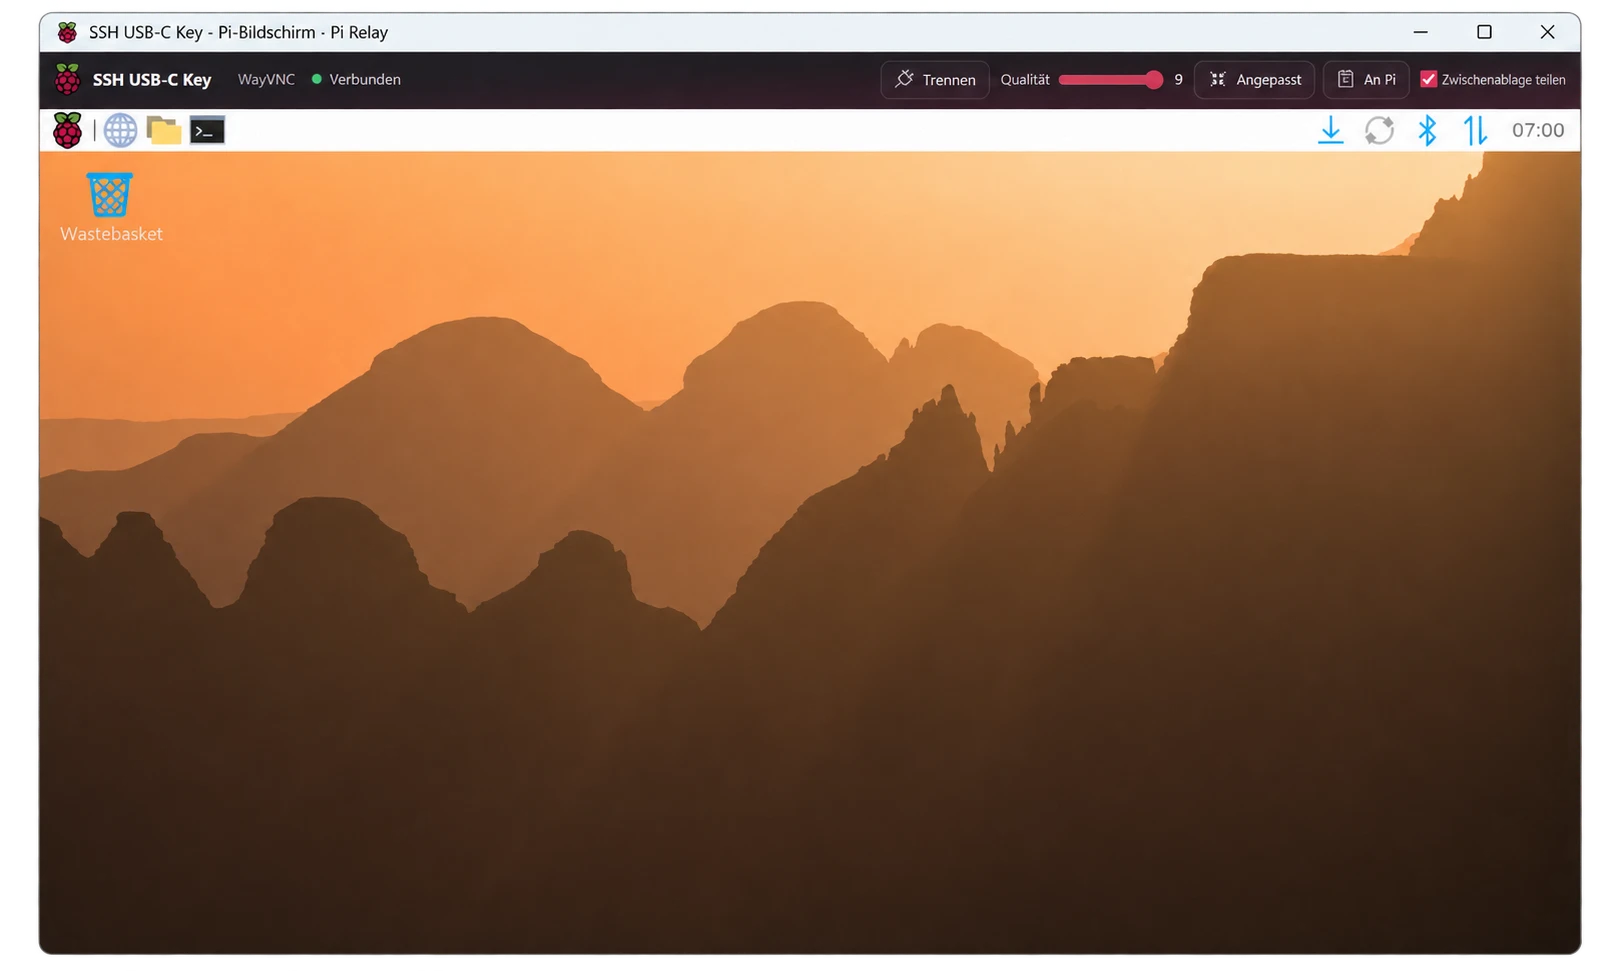 SSH USB-C Key - Pi-Bildschirm · Pi Relay
SSH USB-C Key WayVNC Verbunden Trennen Qualität 9 Angepasst An Pi Zwischenablage teilen
>_ 07:00
Wastebasket